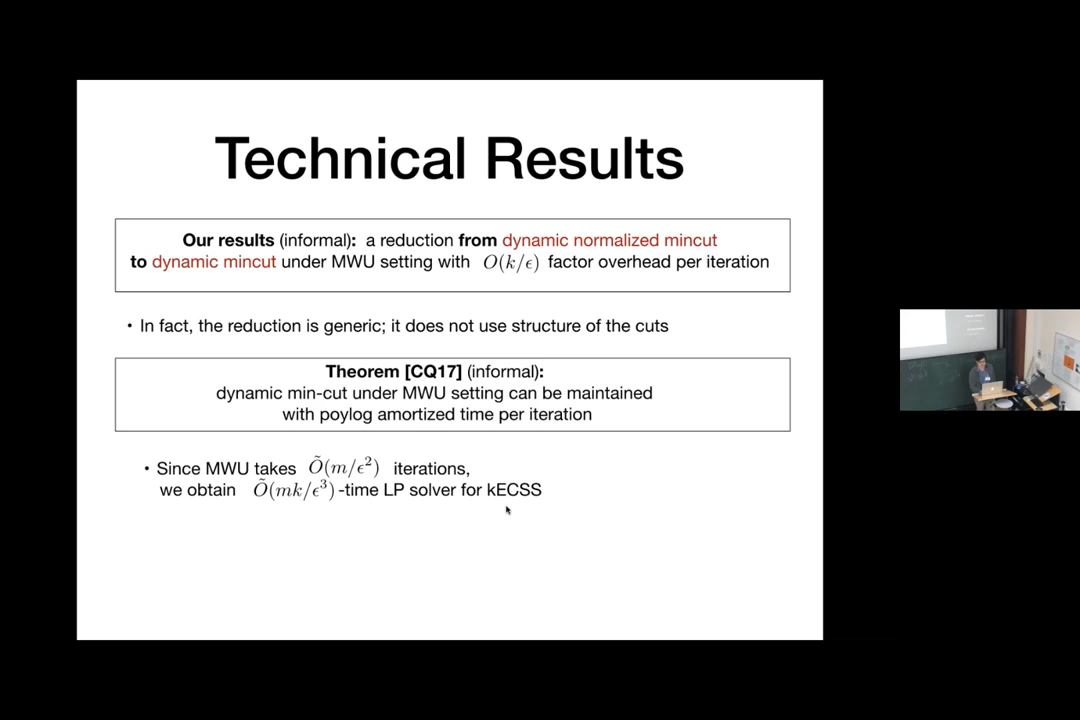 Technical Results
Our results (informal): a reduction from dynamic normalized mincut
to dynamic mincut under MWU setting with O(k/ϵ) factor overhead per iteration
• In fact, the reduction is generic; it does not use structure of the cuts
Theorem [CQ17] (informal):
dynamic min-cut under MWU setting can be maintained
with poylog amortized time per iteration
• Since MWU takes Õ(m/ϵ²) iterations,
we obtain Õ(mk/ϵ³)-time LP solver for kECSS